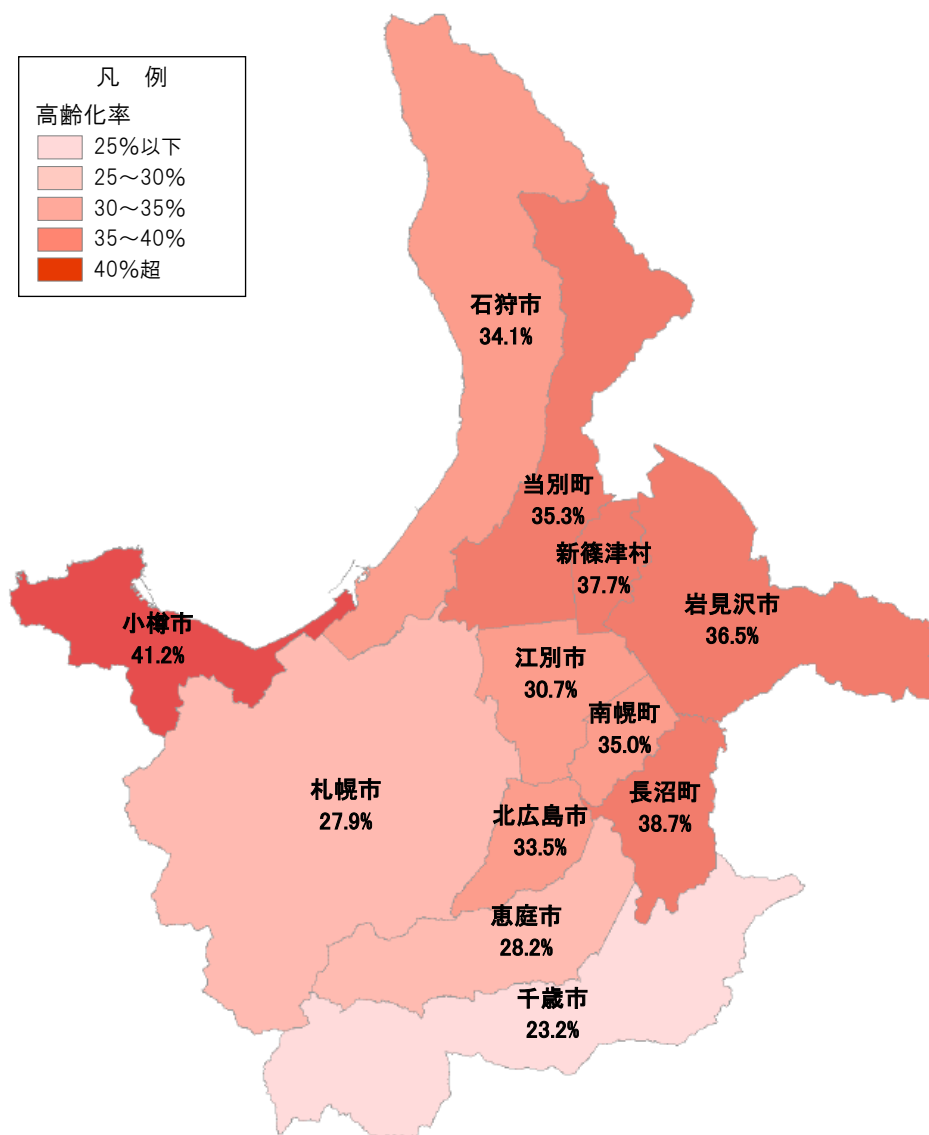 凡　例
高齢化率
25%以下
25～30%
30～35%
35～40%
40%超
石狩市
34.1%
当別町
35.3%
新篠津村
37.7%
岩見沢市
36.5%
小樽市
41.2%
江別市
30.7%
南幌町
35.0%
札幌市
27.9%
長沼町
38.7%
北広島市
33.5%
恵庭市
28.2%
千歳市
23.2%